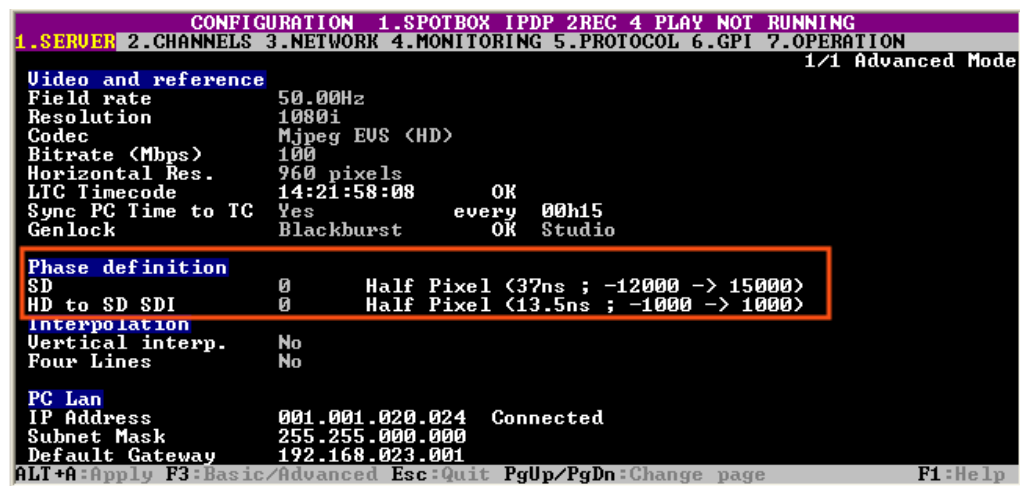 CONFIGURATION 1.SPOTBOX IPDP 2REC 4 PLAY NOT RUNNING
1.SERVER 2.CHANNELS 3.NETWORK 4.MONITORING 5.PROTOCOL 6.GPI 7.OPERATION
1/1 Advanced Mode
Video and reference
Field rate 50.00Hz
Resolution 1080i
Codec Mjpeg EVS (HD)
Bitrate (Mbps) 100
Horizontal Res. 960 pixels
LTC Timecode 14:21:58:08 OK
Sync PC Time to TC Yes every 00h15
Genlock Blackburst OK Studio
Phase definition
SD 0 Half Pixel (37ns ; -12000 -> 15000)
HD to SD SDI 0 Half Pixel (13.5ns ; -1000 -> 1000)
Interpolation
Vertical interp. No
Four Lines No
PC Lan
IP Address 001.001.020.024 Connected
Subnet Mask 255.255.000.000
Default Gateway 192.168.023.001
ALT+A:Apply F3:Basic/Advanced Esc:Quit PgUp/PgDn:Change page F1:Help